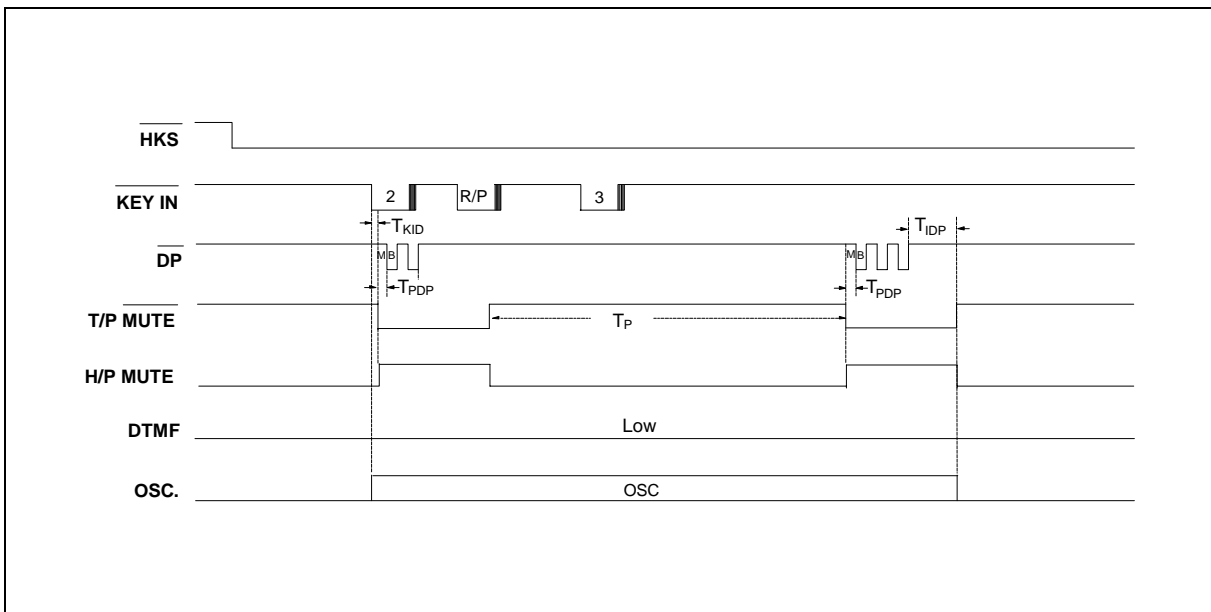 HKS
KEY IN
2
R/P
3
TKID
TIDP
DP
M B
M B
TPDP
TPDP
T/P MUTE
TP
H/P MUTE
DTMF
Low
OSC.
OSC